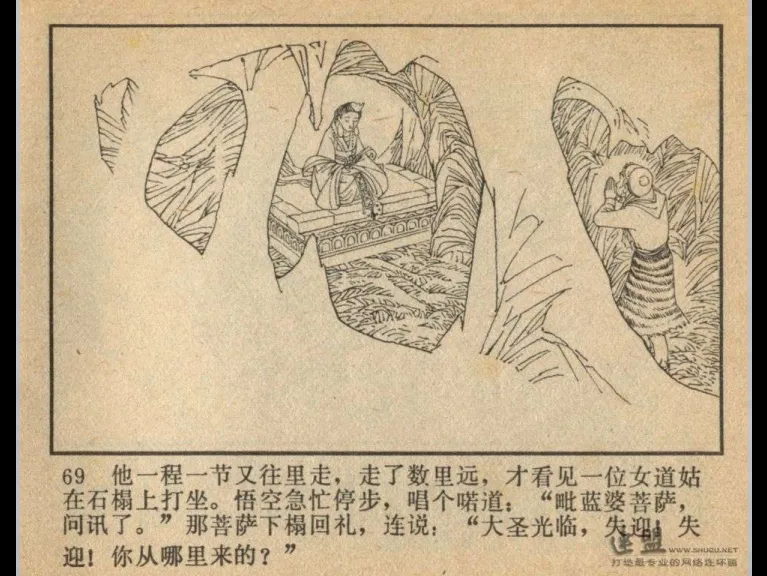 69 他一程一节又往里走，走了数里远，才看见一位女道姑
在石榻上打坐。悟空急忙停步，唱个喏道：“毗蓝婆菩萨，
问讯了。”那菩萨下榻回礼，连说：“大圣光临，失迎！失
迎！你从哪里来的？”
连盟 WWW.SHUQU.NET
打造最专业的网络连环画